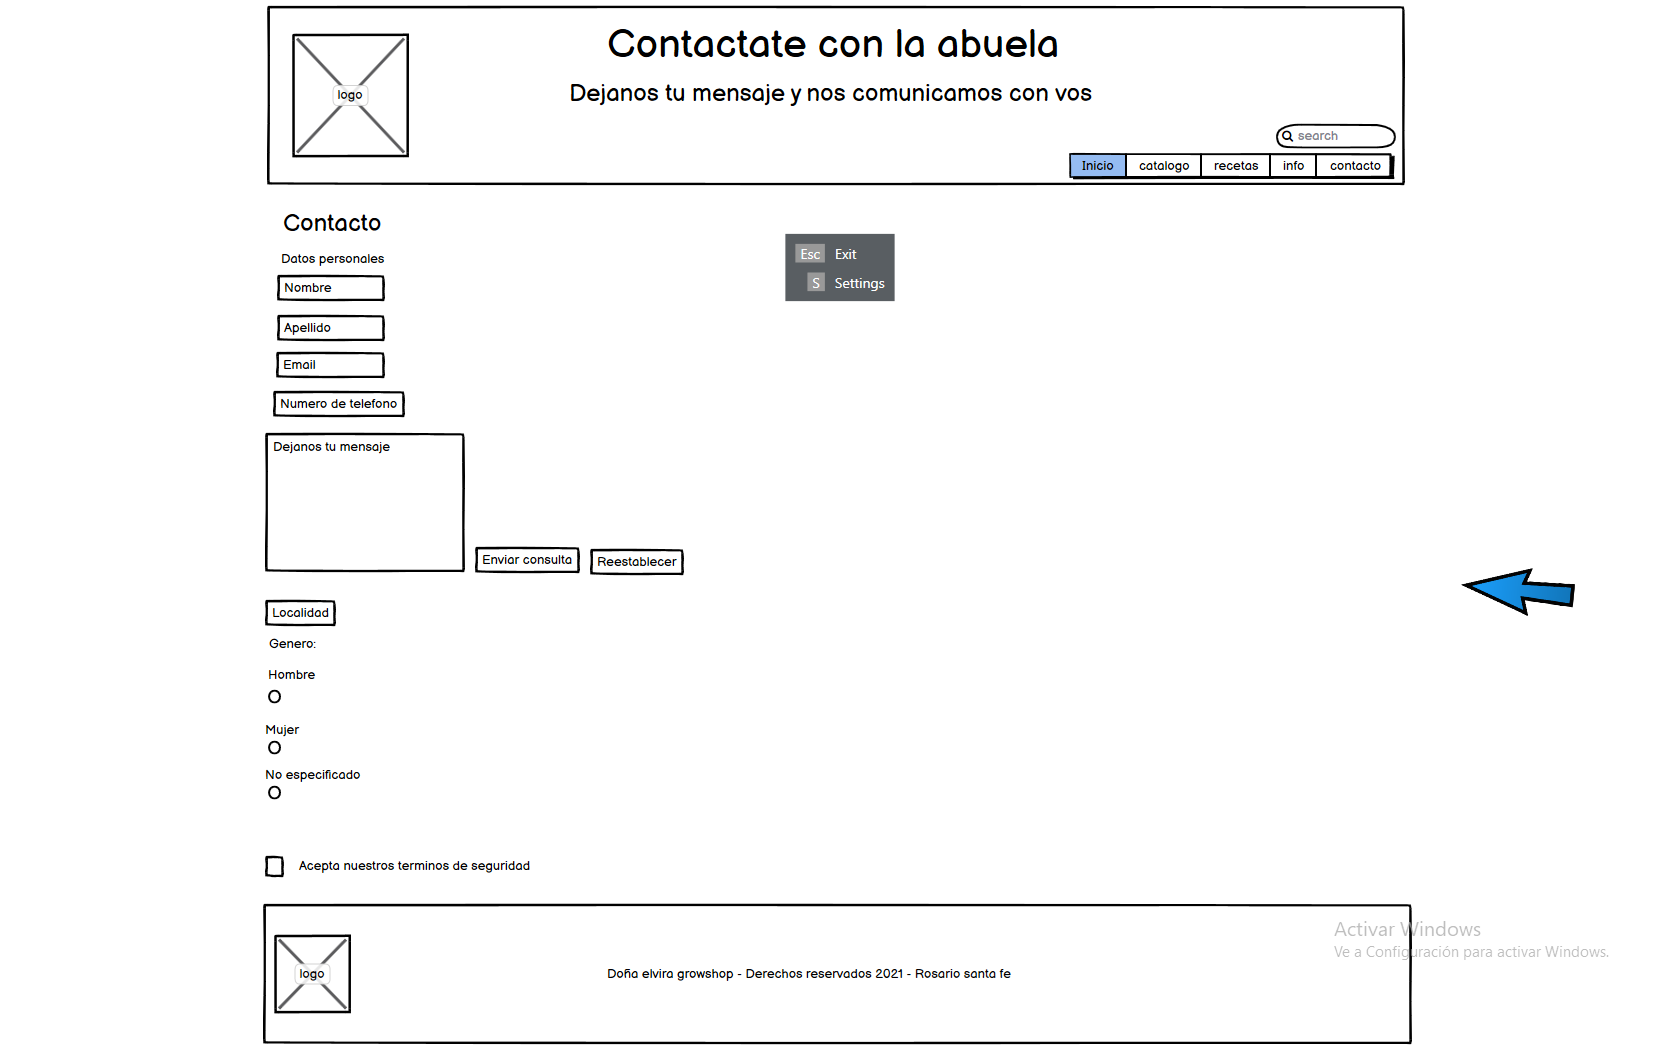 Contactate con la abuela
Dejanos tu mensaje y nos comunicamos con vos
logo
search
Inicio catalogo recetas info contacto
Contacto
Datos personales
Nombre
Apellido
Email
Numero de telefono
Dejanos tu mensaje
Enviar consulta
Reestablecer
Localidad
Genero:
Hombre
Mujer
No especificado
Acepta nuestros terminos de seguridad
Esc Exit
S Settings
logo
Doña elvira growshop - Derechos reservados 2021 - Rosario santa fe
Activar Windows
Ve a Configuración para activar Windows.